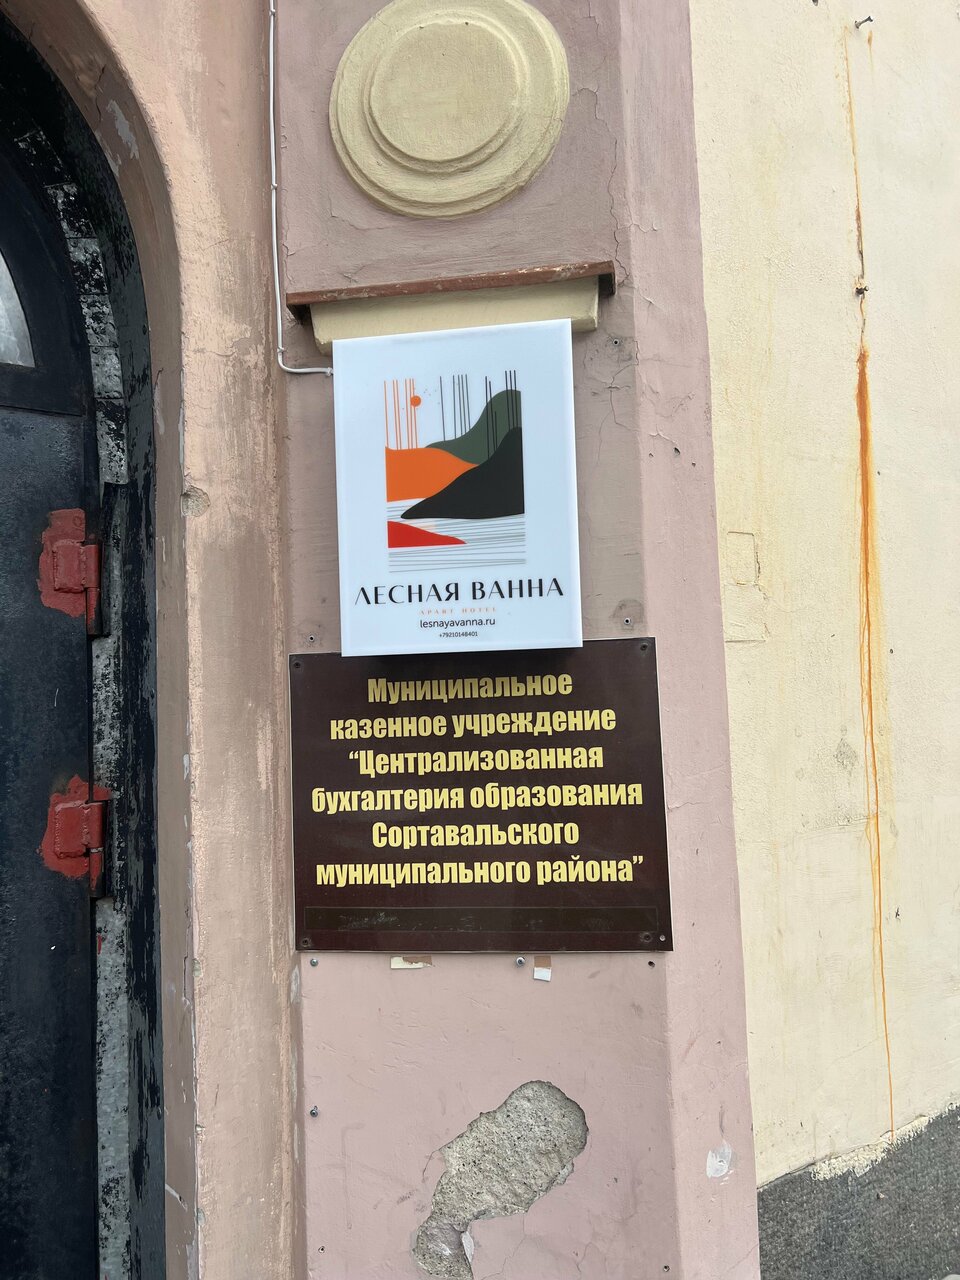 ЛЕСНАЯ ВАННА
APART HOTEL
lesnayavanna.ru
+79210148401
Муниципальное
казенное учреждение
“Централизованная
бухгалтерия образования
Сортавальского
муниципального района”